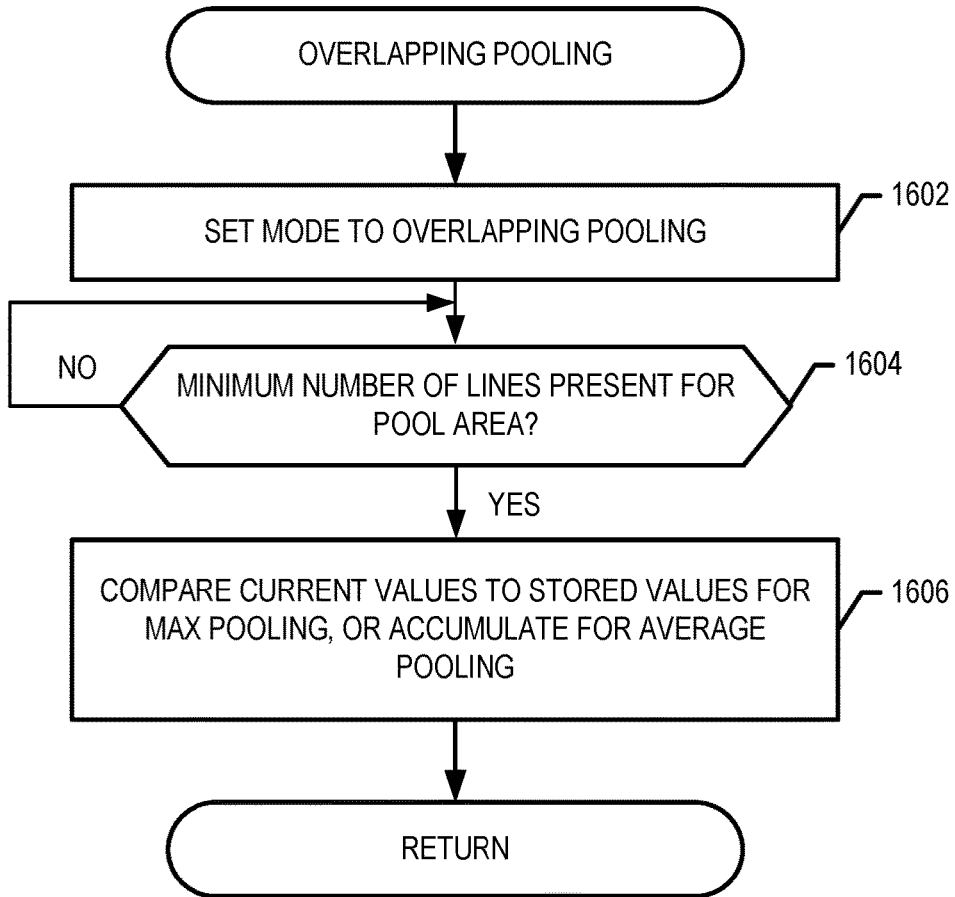 OVERLAPPING POOLING
SET MODE TO OVERLAPPING POOLING
1602
NO
MINIMUM NUMBER OF LINES PRESENT FOR
POOL AREA?
1604
YES
COMPARE CURRENT VALUES TO STORED VALUES FOR
MAX POOLING, OR ACCUMULATE FOR AVERAGE
POOLING
1606
RETURN